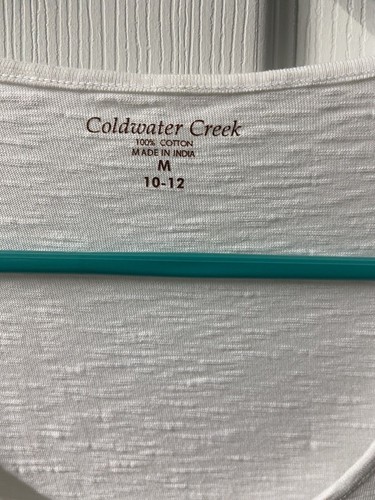 Coldwater Creek
100% COTTON
MADE IN INDIA
M
10-12